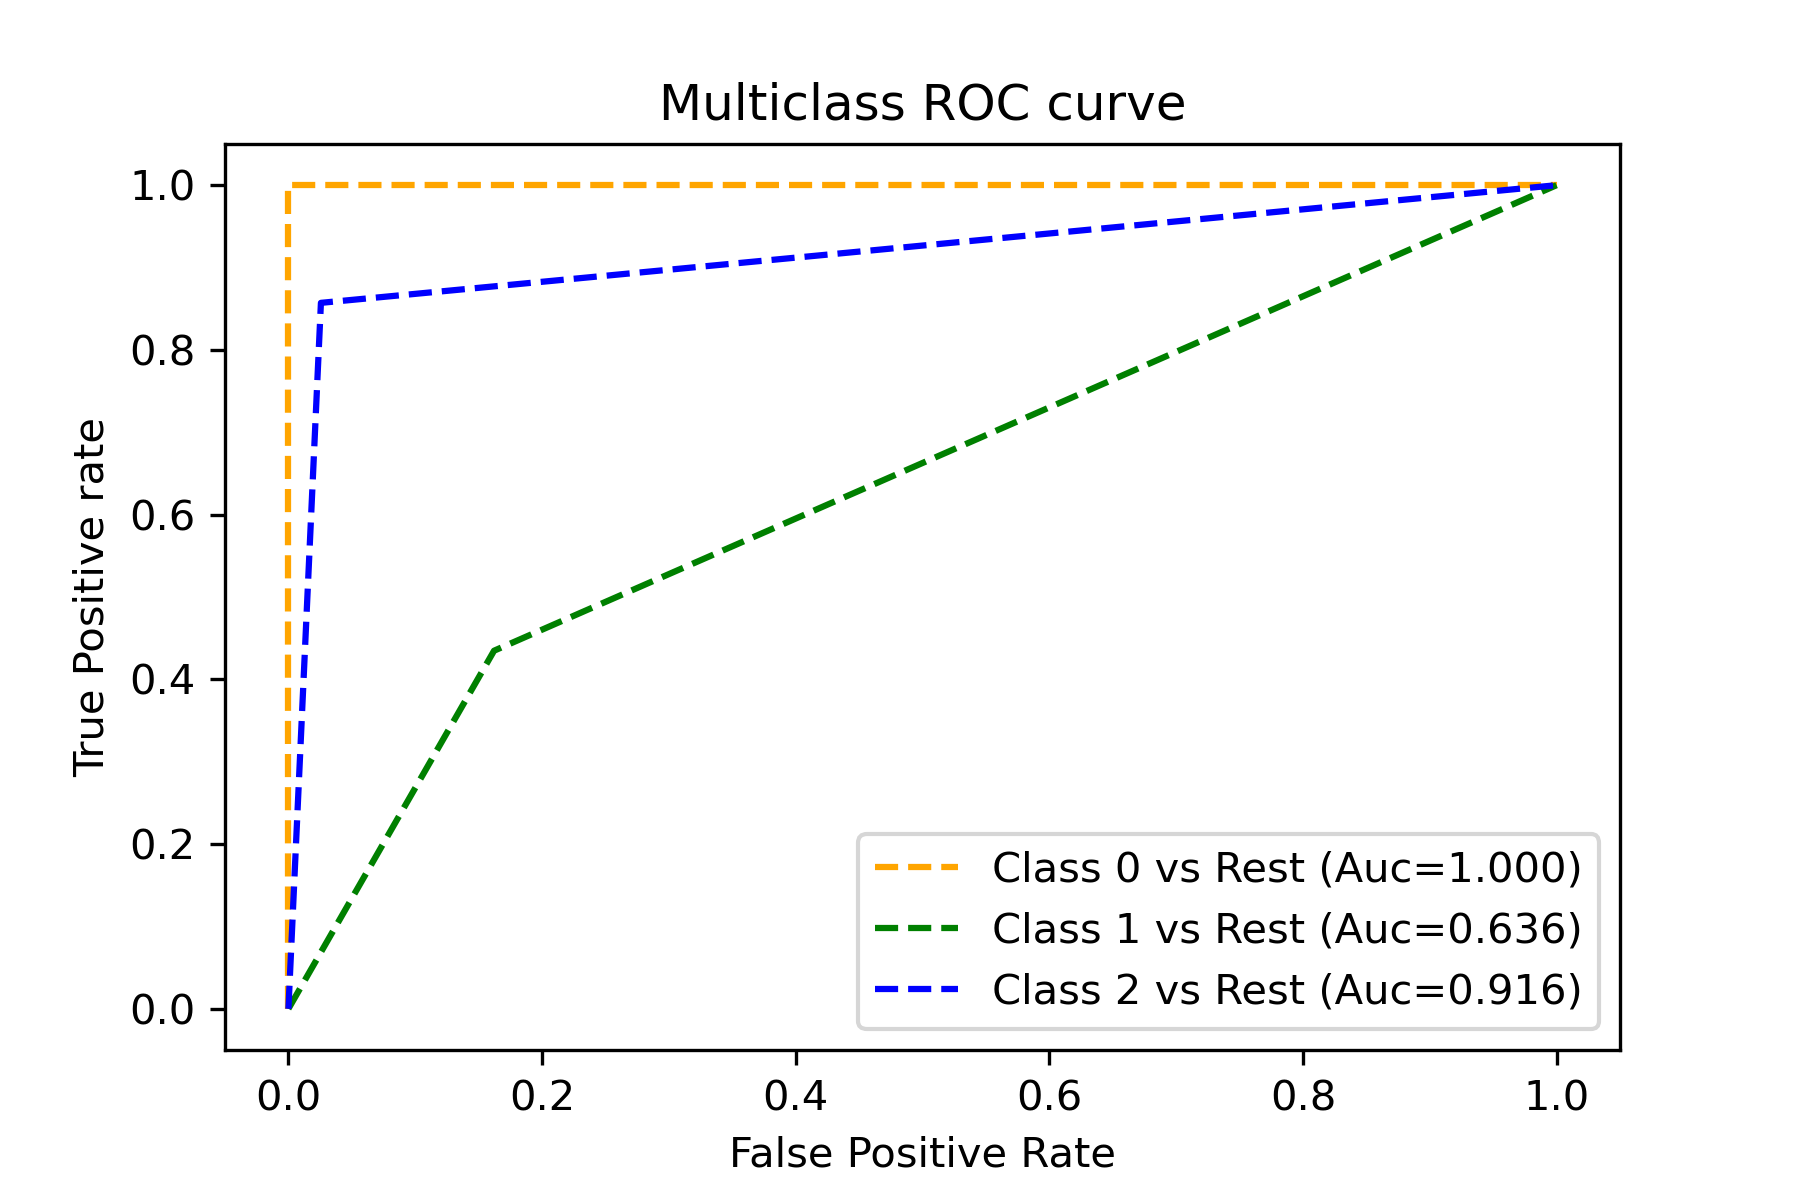 Multiclass ROC curve
1.0
0.8
0.6
0.4
0.2
0.0
True Positive rate
Class 0 vs Rest (Auc=1.000)
Class 1 vs Rest (Auc=0.636)
Class 2 vs Rest (Auc=0.916)
0.0 0.2 0.4 0.6 0.8 1.0
False Positive Rate